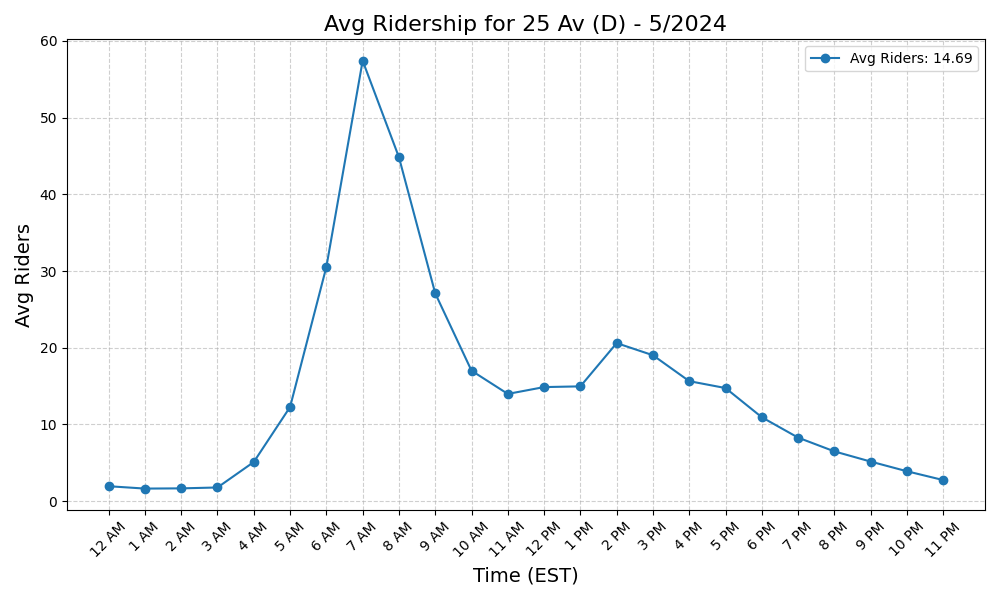 Avg Ridership for 25 Av (D) - 5/2024
Avg Riders: 14.69
Avg Riders
60
50
40
30
20
10
0
12 AM
1 AM
2 AM
3 AM
4 AM
5 AM
6 AM
7 AM
8 AM
9 AM
10 AM
11 AM
12 PM
1 PM
2 PM
3 PM
4 PM
5 PM
6 PM
7 PM
8 PM
9 PM
10 PM
11 PM
Time (EST)